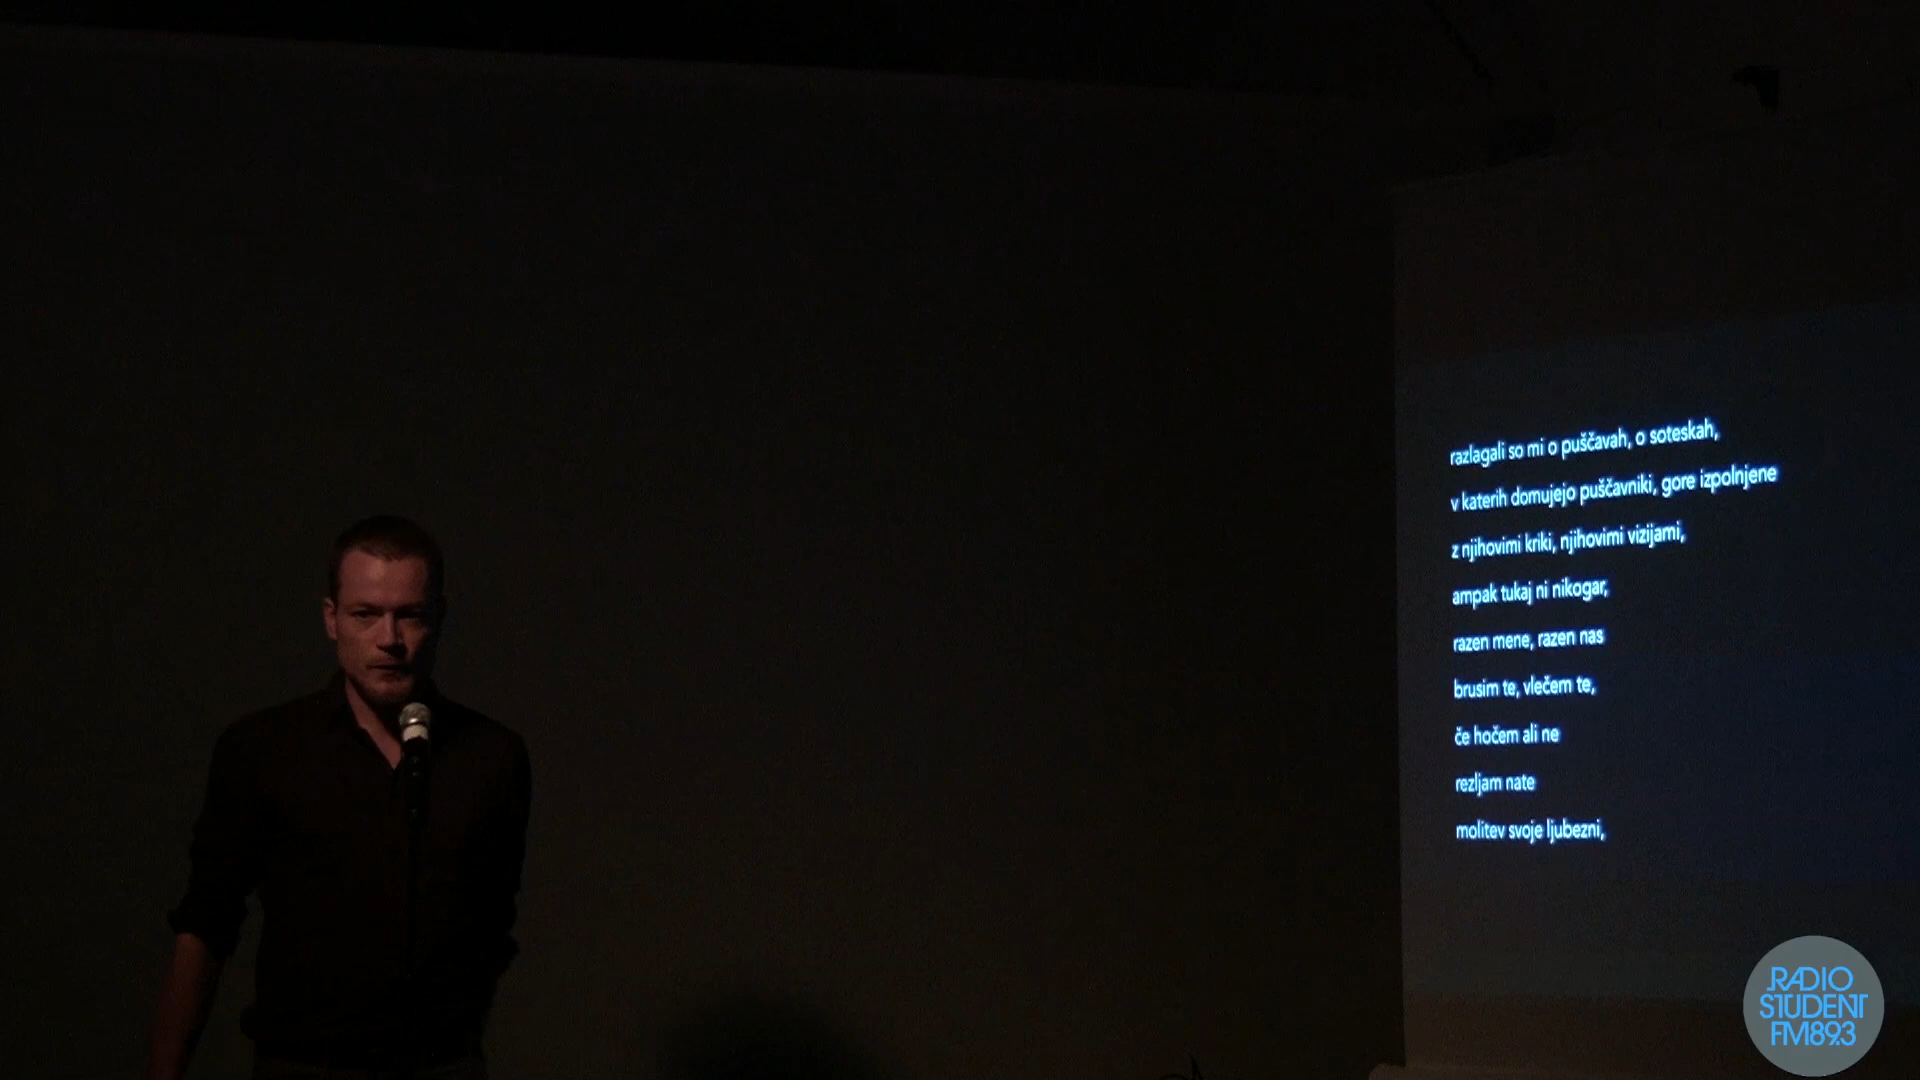 razlagali so mi o puščavah, o soteskah,
v katerih domujejo puščavniki, gore izpolnjene
z njihovimi kriki, njihovimi vizijami,
ampak tukaj ni nikogar,
razen mene, razen nas
brusim te, vlečem te,
če hočem ali ne
rezljam nate
molitev svoje ljubezni,
RADIO
STUDENT
FM89.3